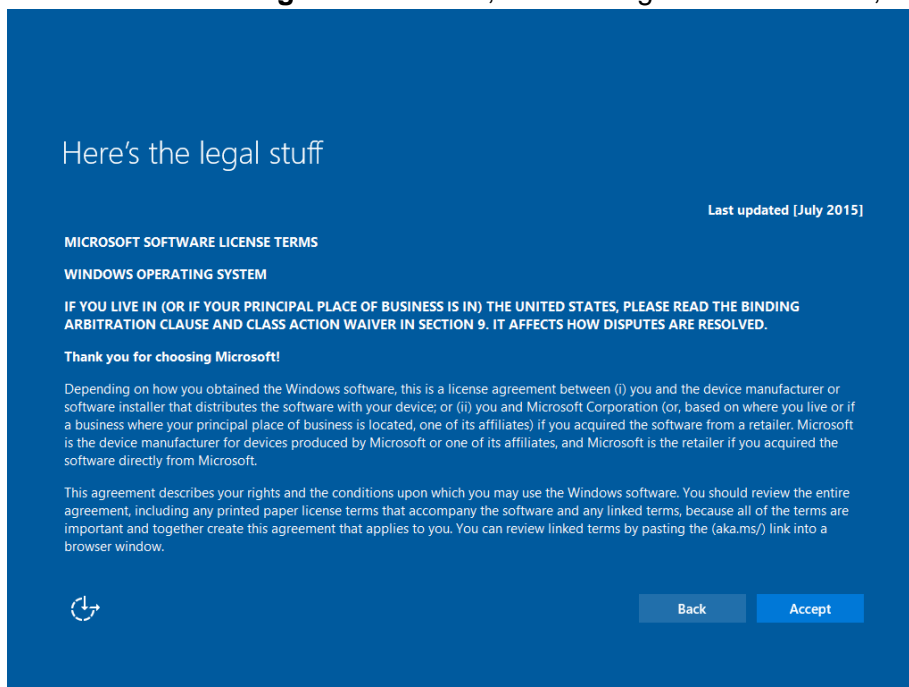 Here's the legal stuff
Last updated [July 2015]
MICROSOFT SOFTWARE LICENSE TERMS
WINDOWS OPERATING SYSTEM
IF YOU LIVE IN (OR IF YOUR PRINCIPAL PLACE OF BUSINESS IS IN) THE UNITED STATES, PLEASE READ THE BINDING
ARBITRATION CLAUSE AND CLASS ACTION WAIVER IN SECTION 9. IT AFFECTS HOW DISPUTES ARE RESOLVED.
Thank you for choosing Microsoft!
Depending on how you obtained the Windows software, this is a license agreement between (i) you and the device manufacturer or
software installer that distributes the software with your device; or (ii) you and Microsoft Corporation (or, based on where you live or if
a business where your principal place of business is located, one of its affiliates) if you acquired the software from a retailer. Microsoft
is the device manufacturer for devices produced by Microsoft or one of its affiliates, and Microsoft is the retailer if you acquired the
software directly from Microsoft.
This agreement describes your rights and the conditions upon which you may use the Windows software. You should review the entire
agreement, including any printed paper license terms that accompany the software and any linked terms, because all of the terms are
important and together create this agreement that applies to you. You can review linked terms by pasting the (aka.ms/) link into a
browser window.
Back
Accept